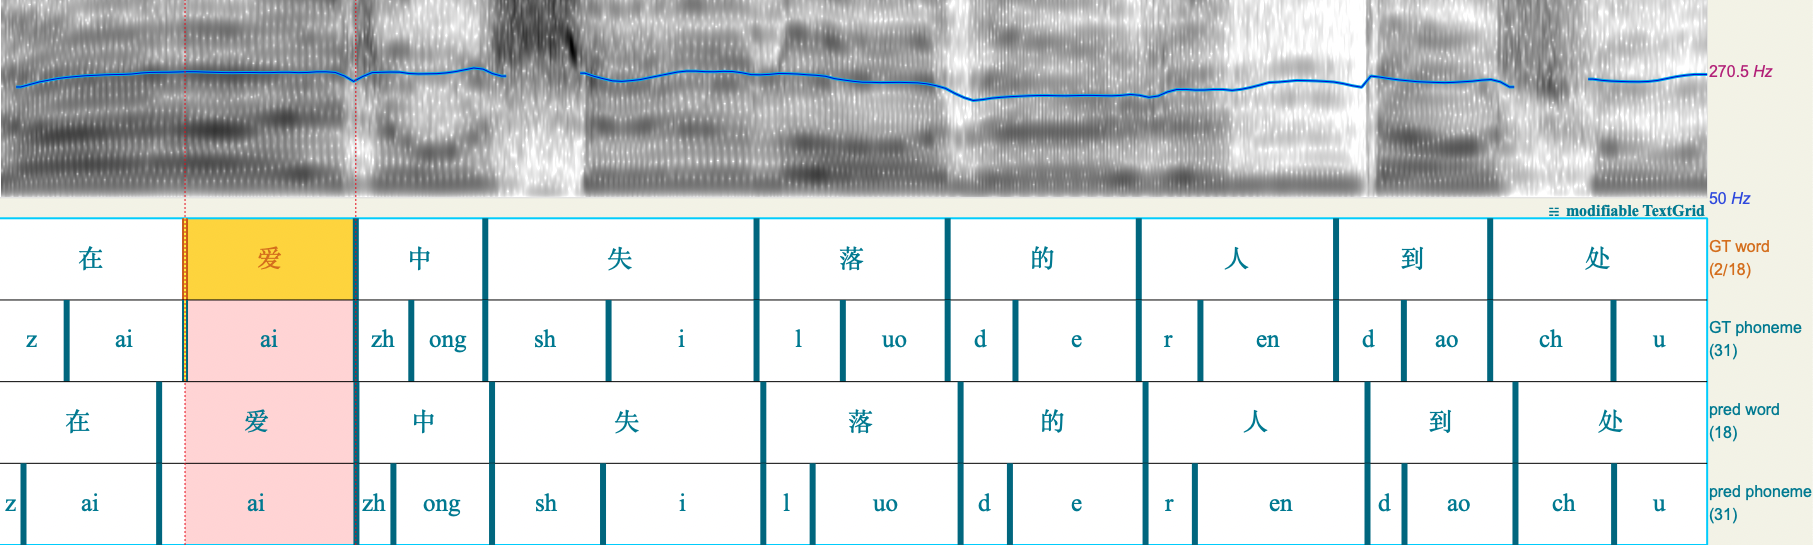 270.5 Hz
50 Hz
modifiable TextGrid
在 爱 中 失 落 的 人 到 处
GT word
(2/18)
z ai ai zh ong sh i l uo d e r en d ao ch u
GT phoneme
(31)
在 爱 中 失 落 的 人 到 处
pred word
(18)
z ai ai zh ong sh i l uo d e r en d ao ch u
pred phoneme
(31)